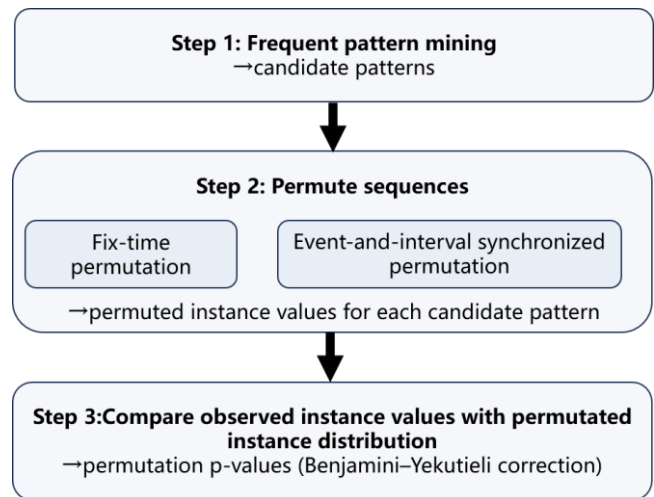 Step 1: Frequent pattern mining
→candidate patterns
Step 2: Permute sequences
Fix-time
permutation
Event-and-interval synchronized
permutation
→permuted instance values for each candidate pattern
Step 3:Compare observed instance values with permutated
instance distribution
→permutation p-values (Benjamini–Yekutieli correction)